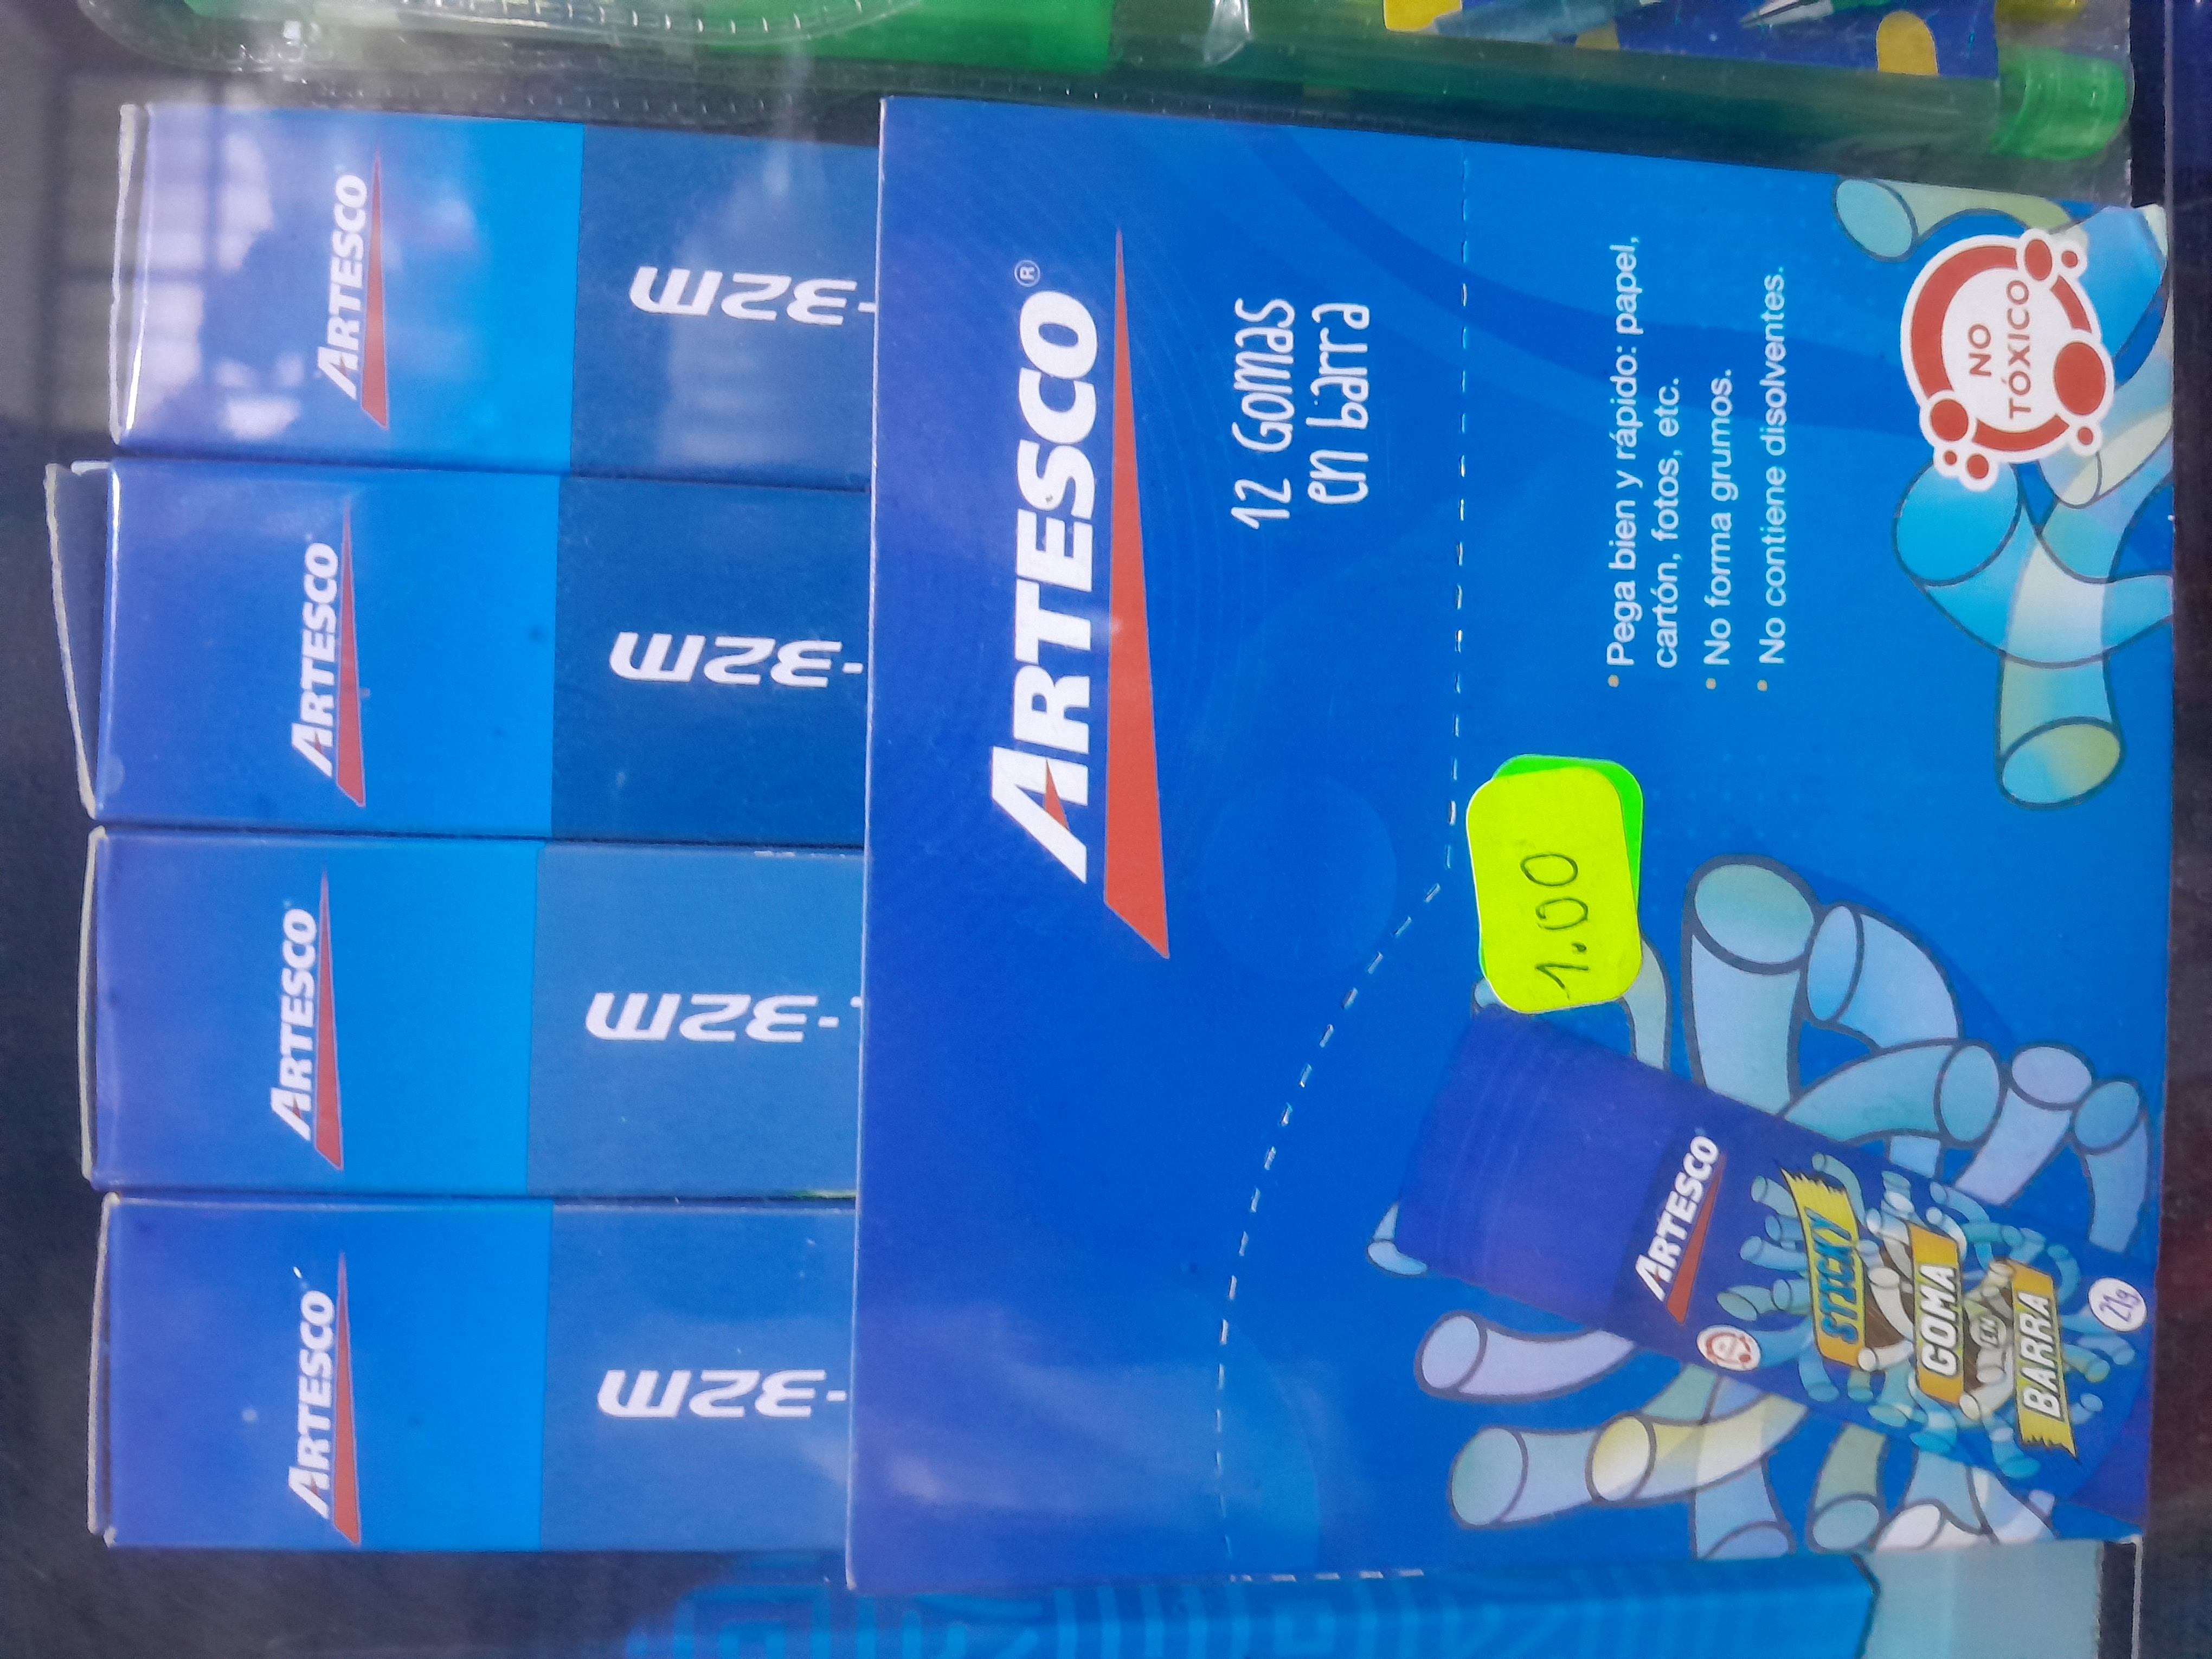 ARTESCO
ARTESCO
ARTESCO
ARTESCO
-32M
-32M
-32M
-32M
ARTESCO®
12 Gomas
en barra
1.00
• Pega bien y rápido: papel,
cartón, fotos, etc.
• No forma grumos.
• No contiene disolventes.
ARTESCO
STICKY
GOMA
EN
BARRA
21g
NO
TÓXICO